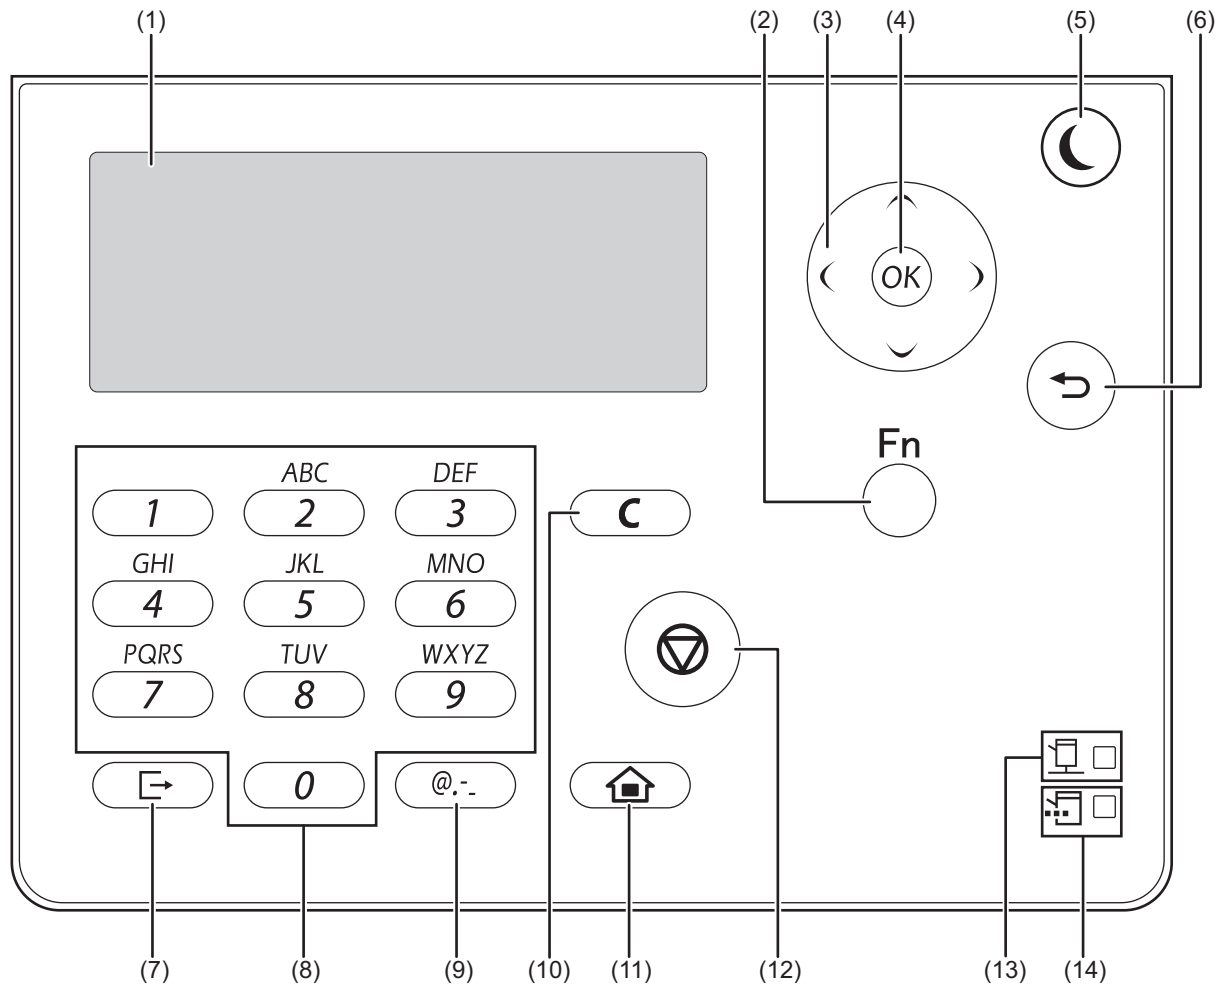 (1) (2) (3) (4) (5) (6)
OK
Fn
ABC DEF
1 2 3 C
GHI JKL MNO
4 5 6
PQRS TUV WXYZ
7 8 9
0 @.-_
(7) (8) (9) (10) (11) (12) (13) (14)